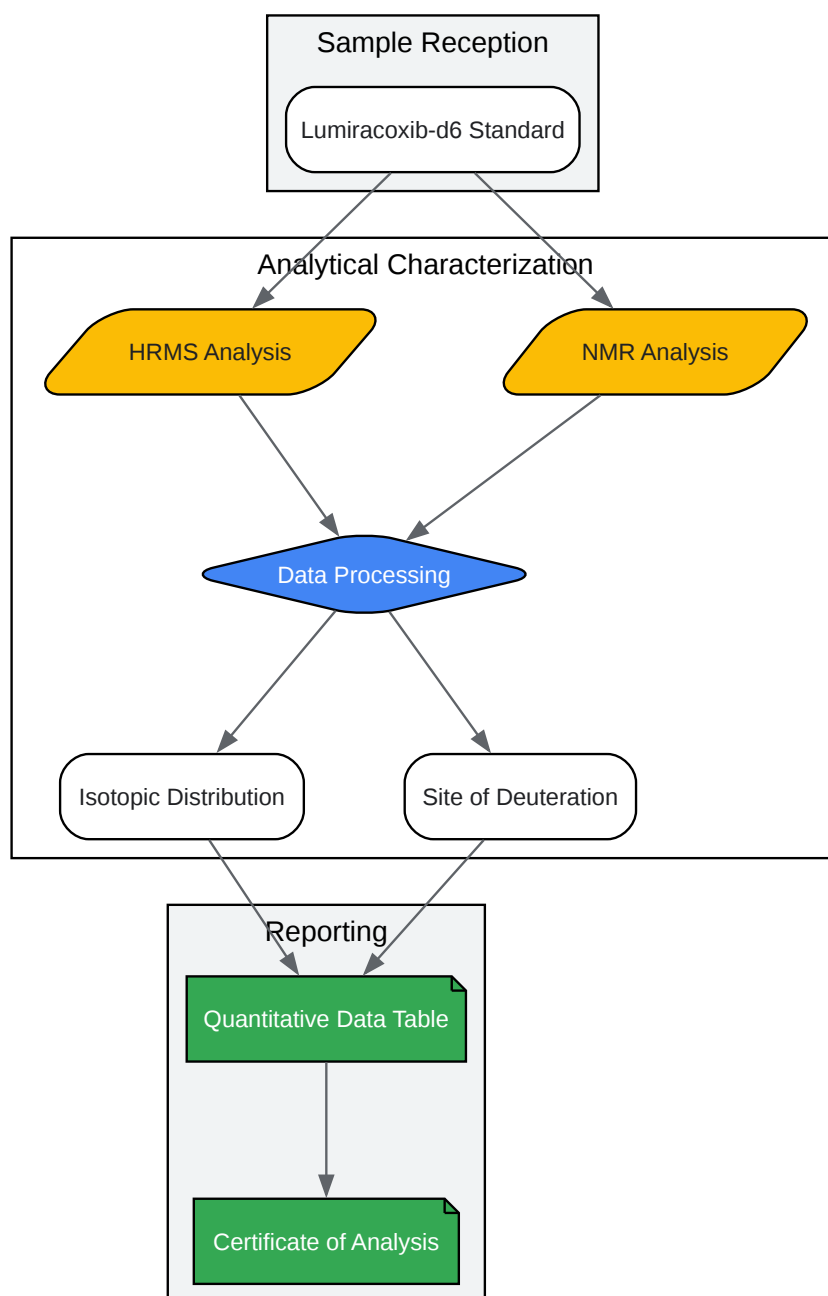 Sample Reception
Lumiracoxib-d6 Standard
Analytical Characterization
HRMS Analysis
NMR Analysis
Data Processing
Isotopic Distribution
Site of Deuteration
Reporting
Quantitative Data Table
Certificate of Analysis